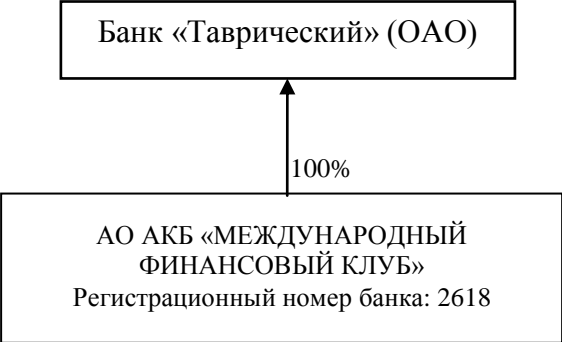 Банк «Таврический» (ОАО)
100%
АО АКБ «МЕЖДУНАРОДНЫЙ
ФИНАНСОВЫЙ КЛУБ»
Регистрационный номер банка: 2618